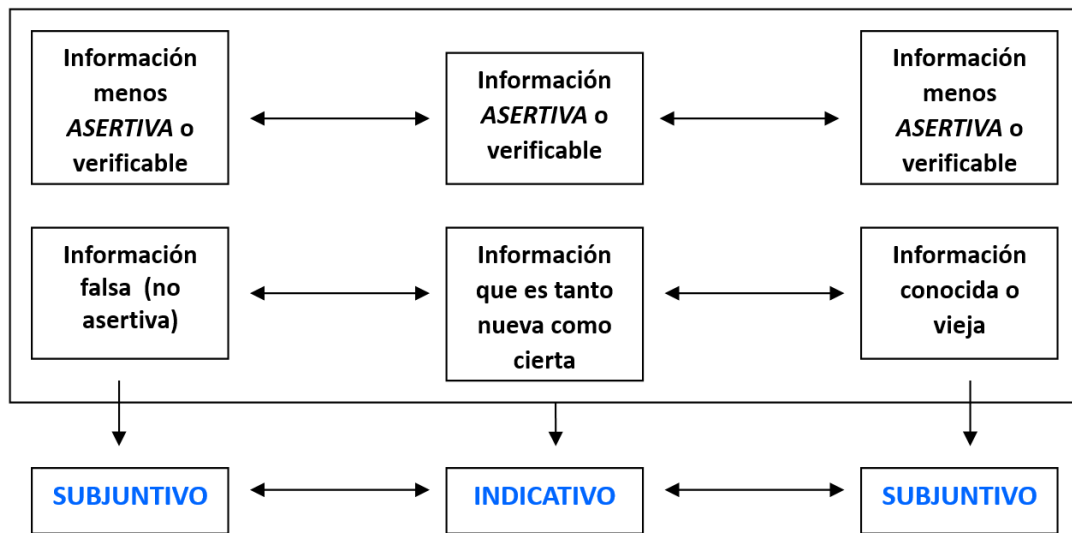 Información
menos
ASERTIVA o
verificable
Información
ASERTIVA o
verificable
Información
menos
ASERTIVA o
verificable
Información
falsa (no
asertiva)
Información
que es tanto
nueva como
cierta
Información
conocida o
vieja
SUBJUNTIVO
INDICATIVO
SUBJUNTIVO